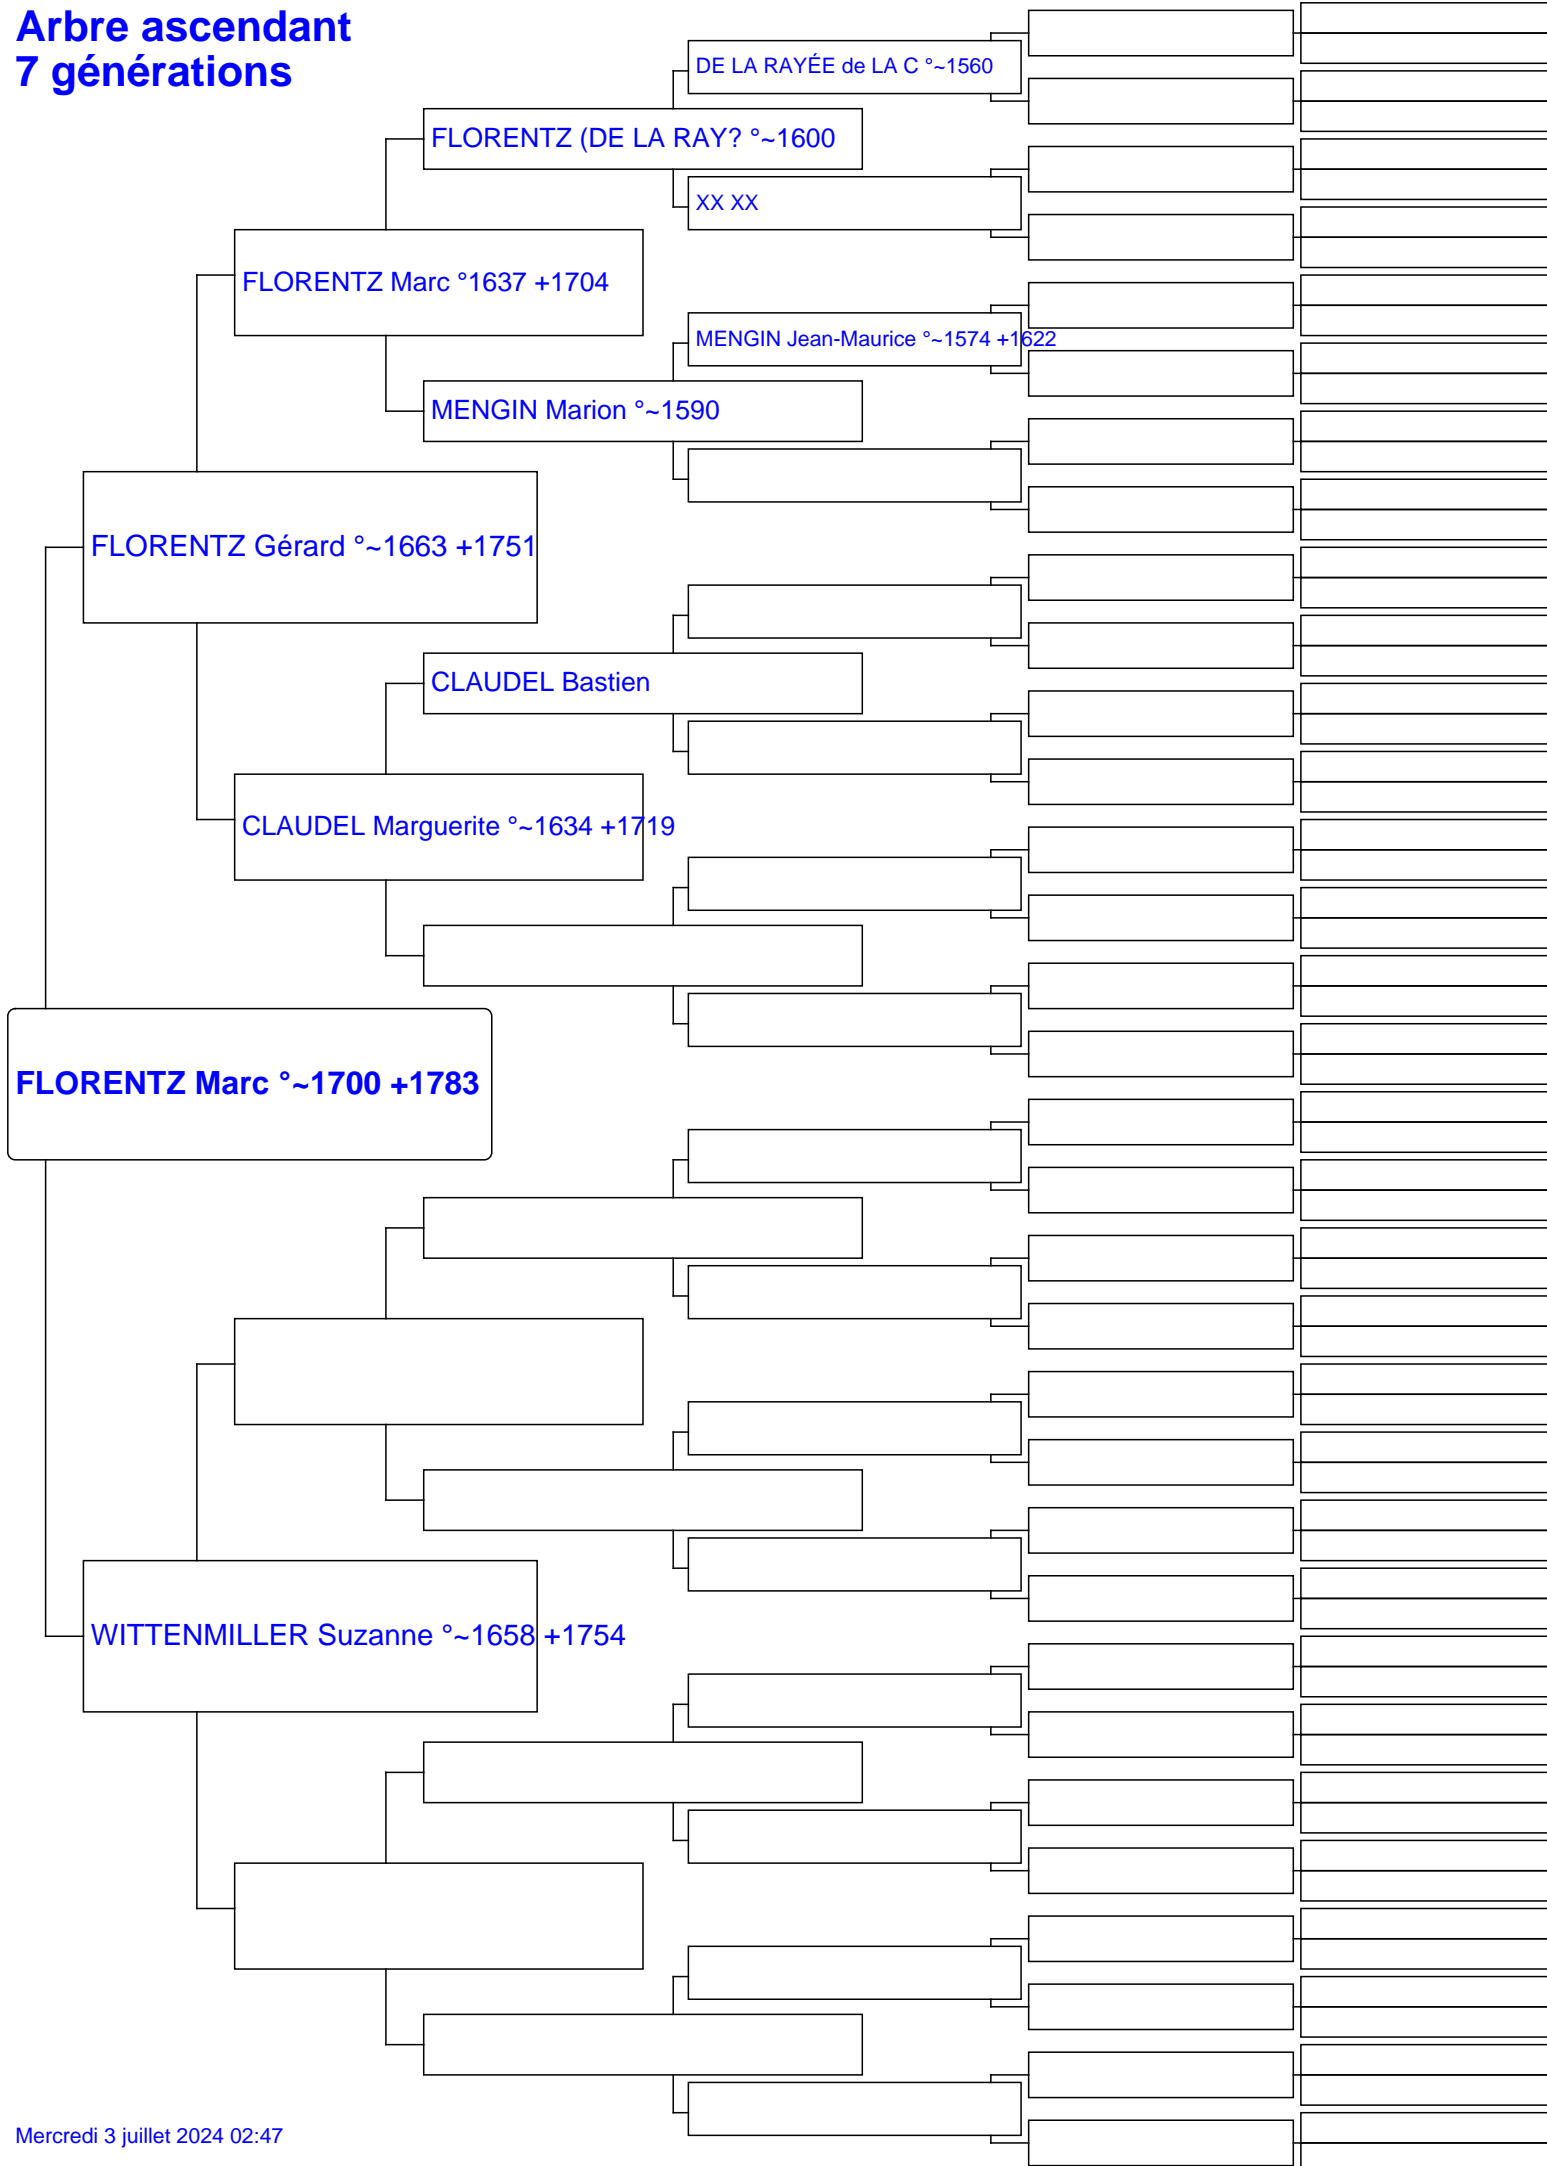 Arbre ascendant
7 générations
DE LA RAYÉE de LA C °~1560
FLORENTZ (DE LA RAY? °~1600
XX XX
FLORENTZ Marc °1637 +1704
MENGIN Jean-Maurice °~1574 +1622
MENGIN Marion °~1590
FLORENTZ Gérard °~1663 +1751
CLAUDEL Bastien
CLAUDEL Marguerite °~1634 +1719
FLORENTZ Marc °~1700 +1783
WITTENMILLER Suzanne °~1658 +1754
Mercredi 3 juillet 2024 02:47